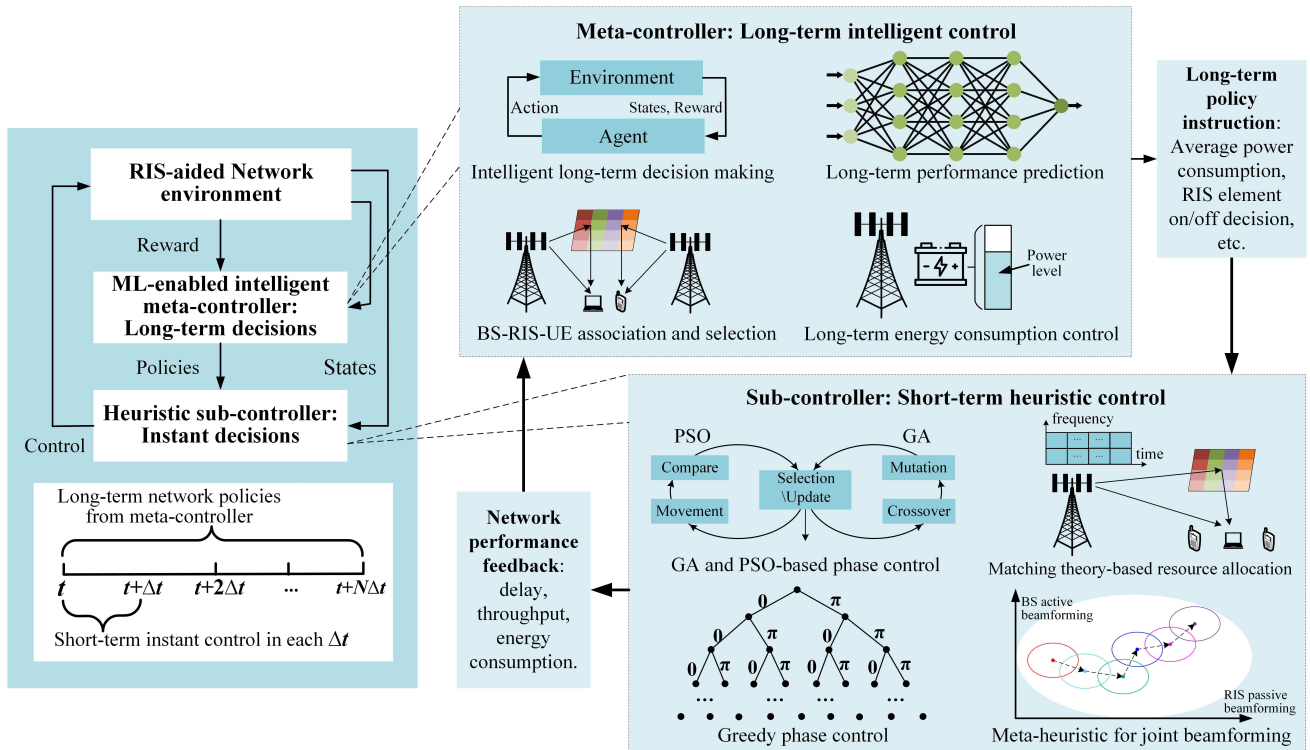 RIS-aided Network
environment
Reward
ML-enabled intelligent
meta-controller:
Long-term decisions
Policies
States
Heuristic sub-controller:
Instant decisions
Control
Long-term network policies
from meta-controller
t
t+Δt
t+2Δt
...
t+NΔt
Short-term instant control in each Δt
Meta-controller: Long-term intelligent control
Environment
Action
States, Reward
Agent
Intelligent long-term decision making
Long-term performance prediction
BS-RIS-UE association and selection
Power
level
Long-term energy consumption control
Long-term
policy
instruction:
Average power
consumption,
RIS element
on/off decision,
etc.
Sub-controller: Short-term heuristic control
PSO
GA
Compare
Movement
Selection
\Update
Mutation
Crossover
GA and PSO-based phase control
frequency
... ...
... ...
time
Matching theory-based resource allocation
0 π
0 π 0 π
0 π 0 π 0 π 0 π
... ... ... ...
Greedy phase control
BS active
beamforming
RIS passive
beamforming
Meta-heuristic for joint beamforming
Network
performance
feedback:
delay,
throughput,
energy
consumption.